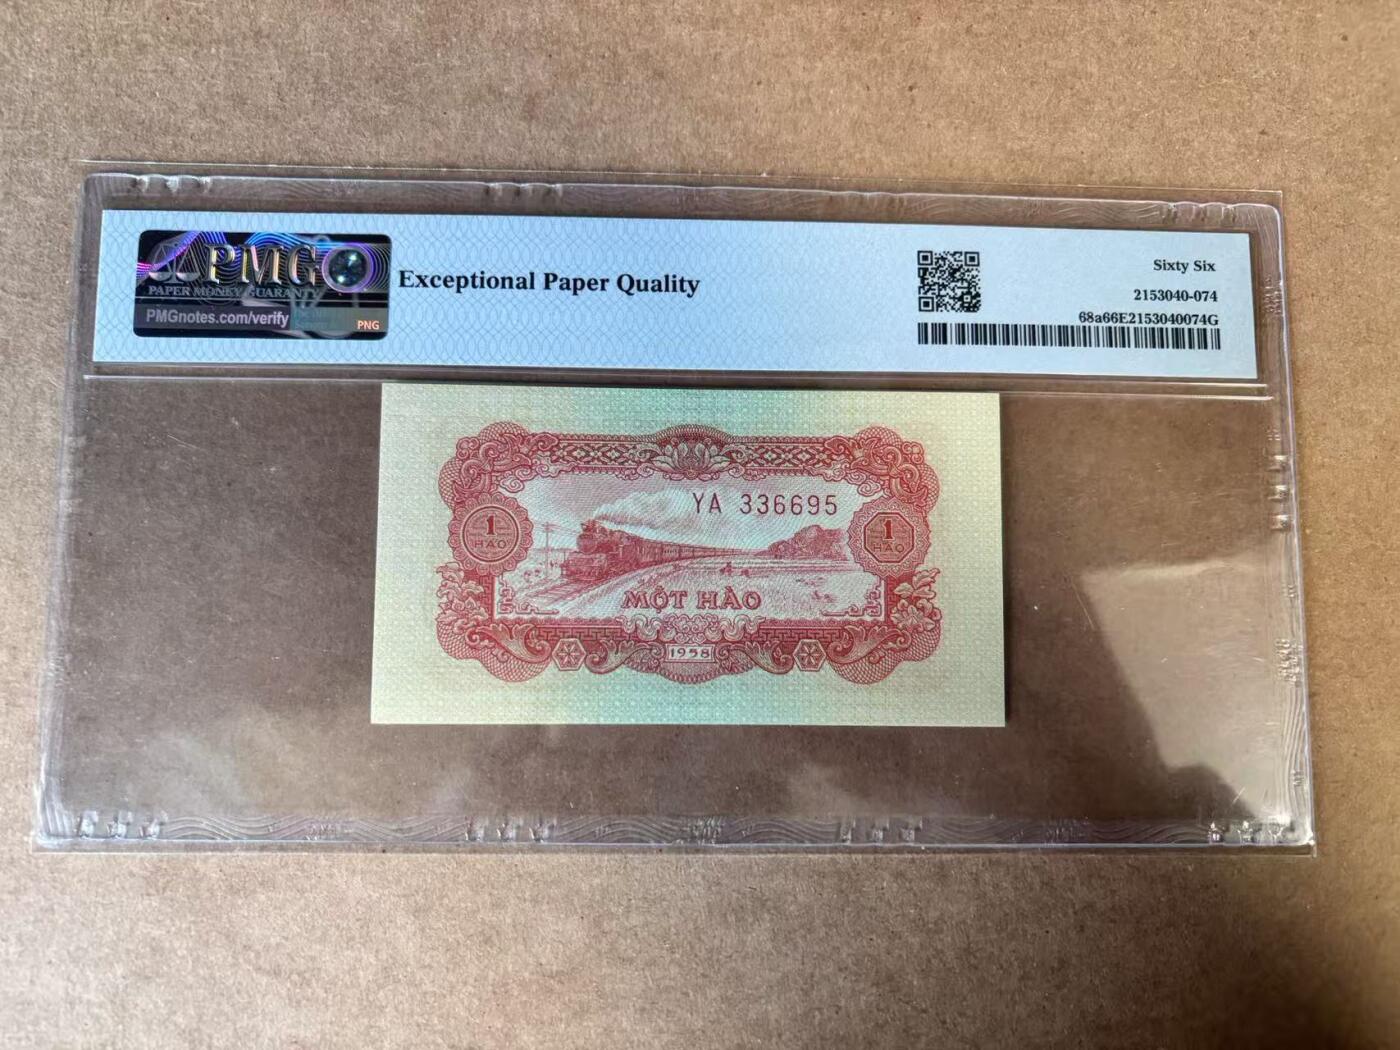 PMG
PAPER MONEY GUARANTY
PMGnotes.com/verify
PNG
Exceptional Paper Quality
Sixty Six
2153040-074
68a66E2153040074G
YA 336695
1
HÀO
1
HÀO
MỘT HÀO
1958